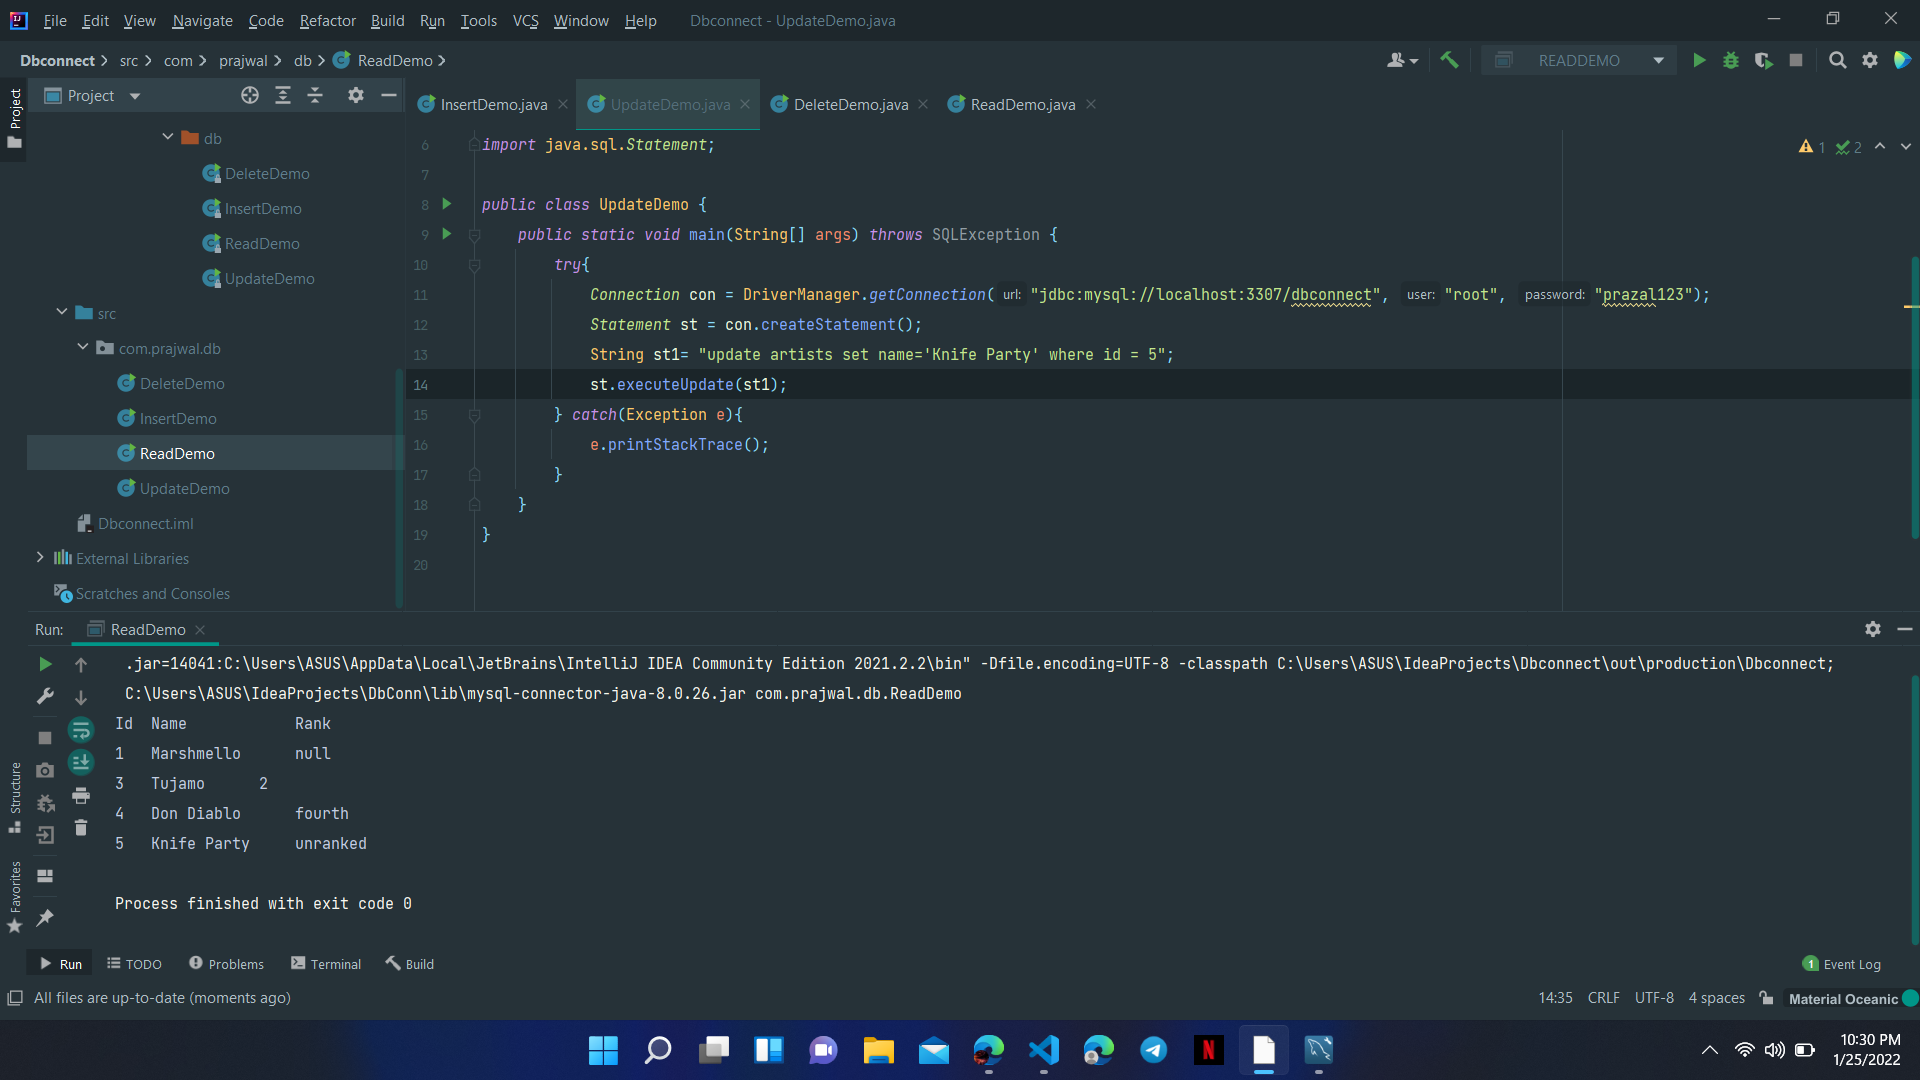 File Edit View Navigate Code Refactor Build Run Tools VCS Window Help Dbconnect - UpdateDemo.java
Dbconnect src com prajwal db ReadDemo READDEMO
Project
Project
InsertDemo.java UpdateDemo.java DeleteDemo.java ReadDemo.java
db
DeleteDemo
InsertDemo
ReadDemo
UpdateDemo
src
com.prajwal.db
DeleteDemo
InsertDemo
ReadDemo
UpdateDemo
Dbconnect.iml
External Libraries
Scratches and Consoles
1 2
6 import java.sql.Statement;
7
8 public class UpdateDemo {
9 public static void main(String[] args) throws SQLException {
10 try{
11 Connection con = DriverManager.getConnection( url: "jdbc:mysql://localhost:3307/dbconnect", user: "root", password: "prazal123");
12 Statement st = con.createStatement();
13 String st1= "update artists set name='Knife Party' where id = 5";
14 st.executeUpdate(st1);
15 } catch(Exception e){
16 e.printStackTrace();
17 }
18 }
19 }
20
Run: ReadDemo
.jar=14041:C:\Users\ASUS\AppData\Local\JetBrains\IntelliJ IDEA Community Edition 2021.2.2\bin" -Dfile.encoding=UTF-8 -classpath C:\Users\ASUS\IdeaProjects\Dbconnect\out\production\Dbconnect;
C:\Users\ASUS\IdeaProjects\DbConn\lib\mysql-connector-java-8.0.26.jar com.prajwal.db.ReadDemo
Id Name Rank
1 Marshmello null
3 Tujamo 2
4 Don Diablo fourth
5 Knife Party unranked
Process finished with exit code 0
Structure
Favorites
Run TODO Problems Terminal Build 1 Event Log
All files are up-to-date (moments ago) 14:35 CRLF UTF-8 4 spaces Material Oceanic
N
10:30 PM
1/25/2022